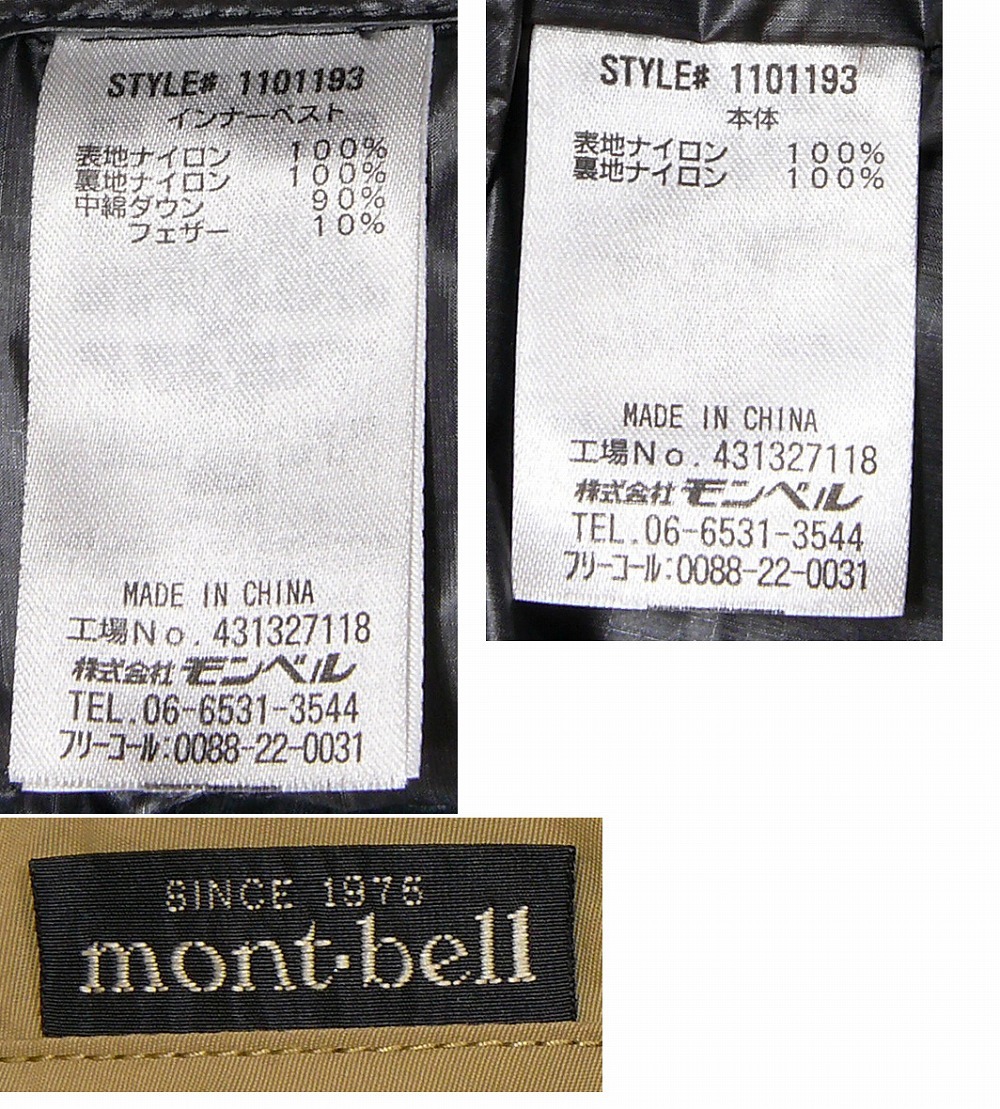 STYLE# 1101193
インナーベスト
表地ナイロン 100%
裏地ナイロン 100%
中綿ダウン 90%
フェザー 10%
MADE IN CHINA
工場No. 431327118
株式会社モンベル
TEL.06-6531-3544
フリーコール:0088-22-0031
STYLE# 1101193
本体
表地ナイロン 100%
裏地ナイロン 100%
MADE IN CHINA
工場No. 431327118
株式会社モンベル
TEL.06-6531-3544
フリーコール:0088-22-0031
SINCE 1975
mont·bell